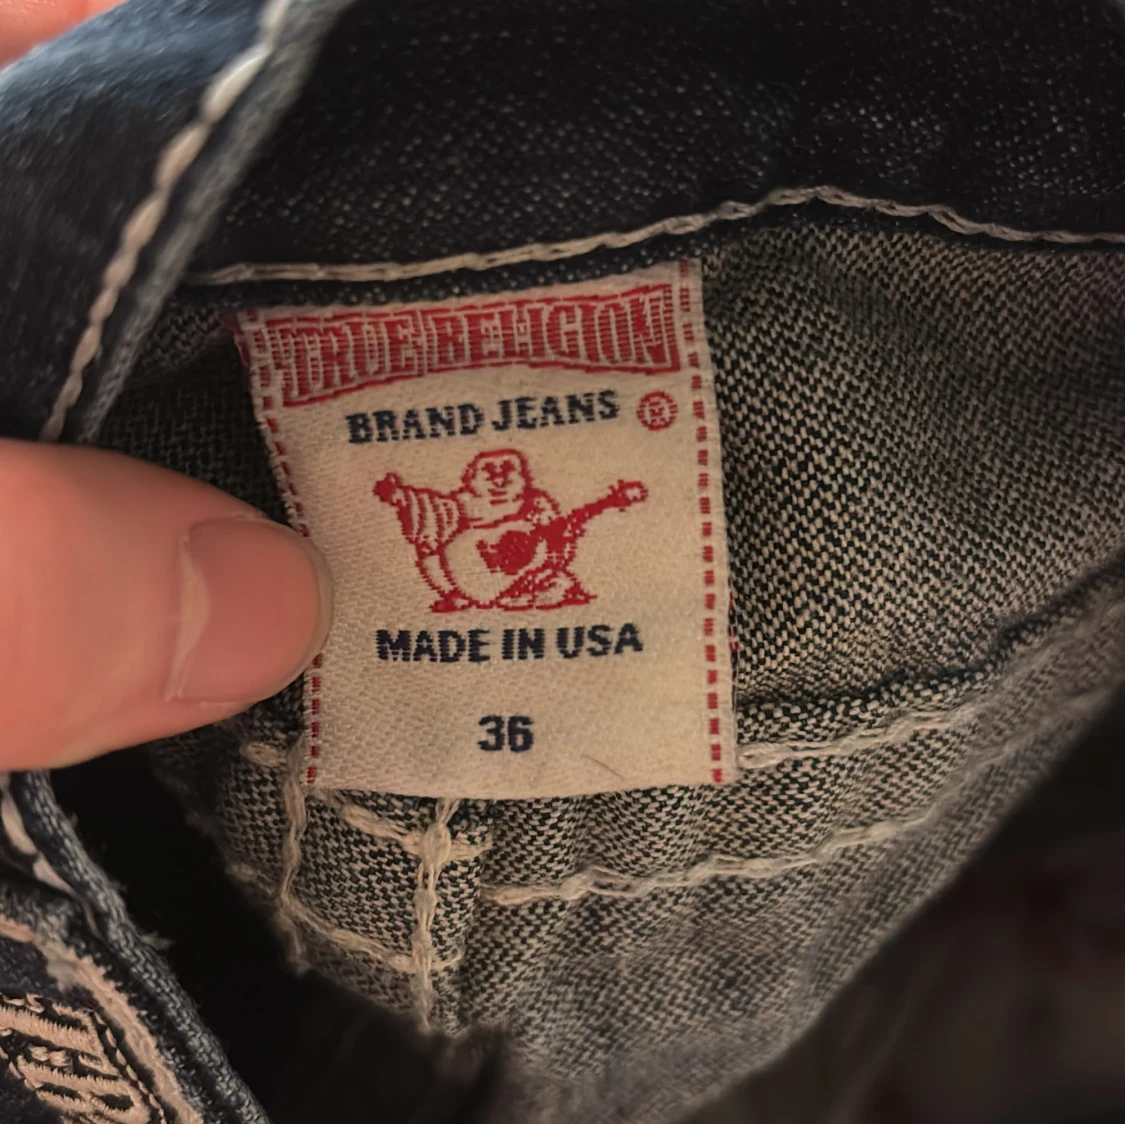 TRUE RELIGION
BRAND JEANS ®
MADE IN USA
36